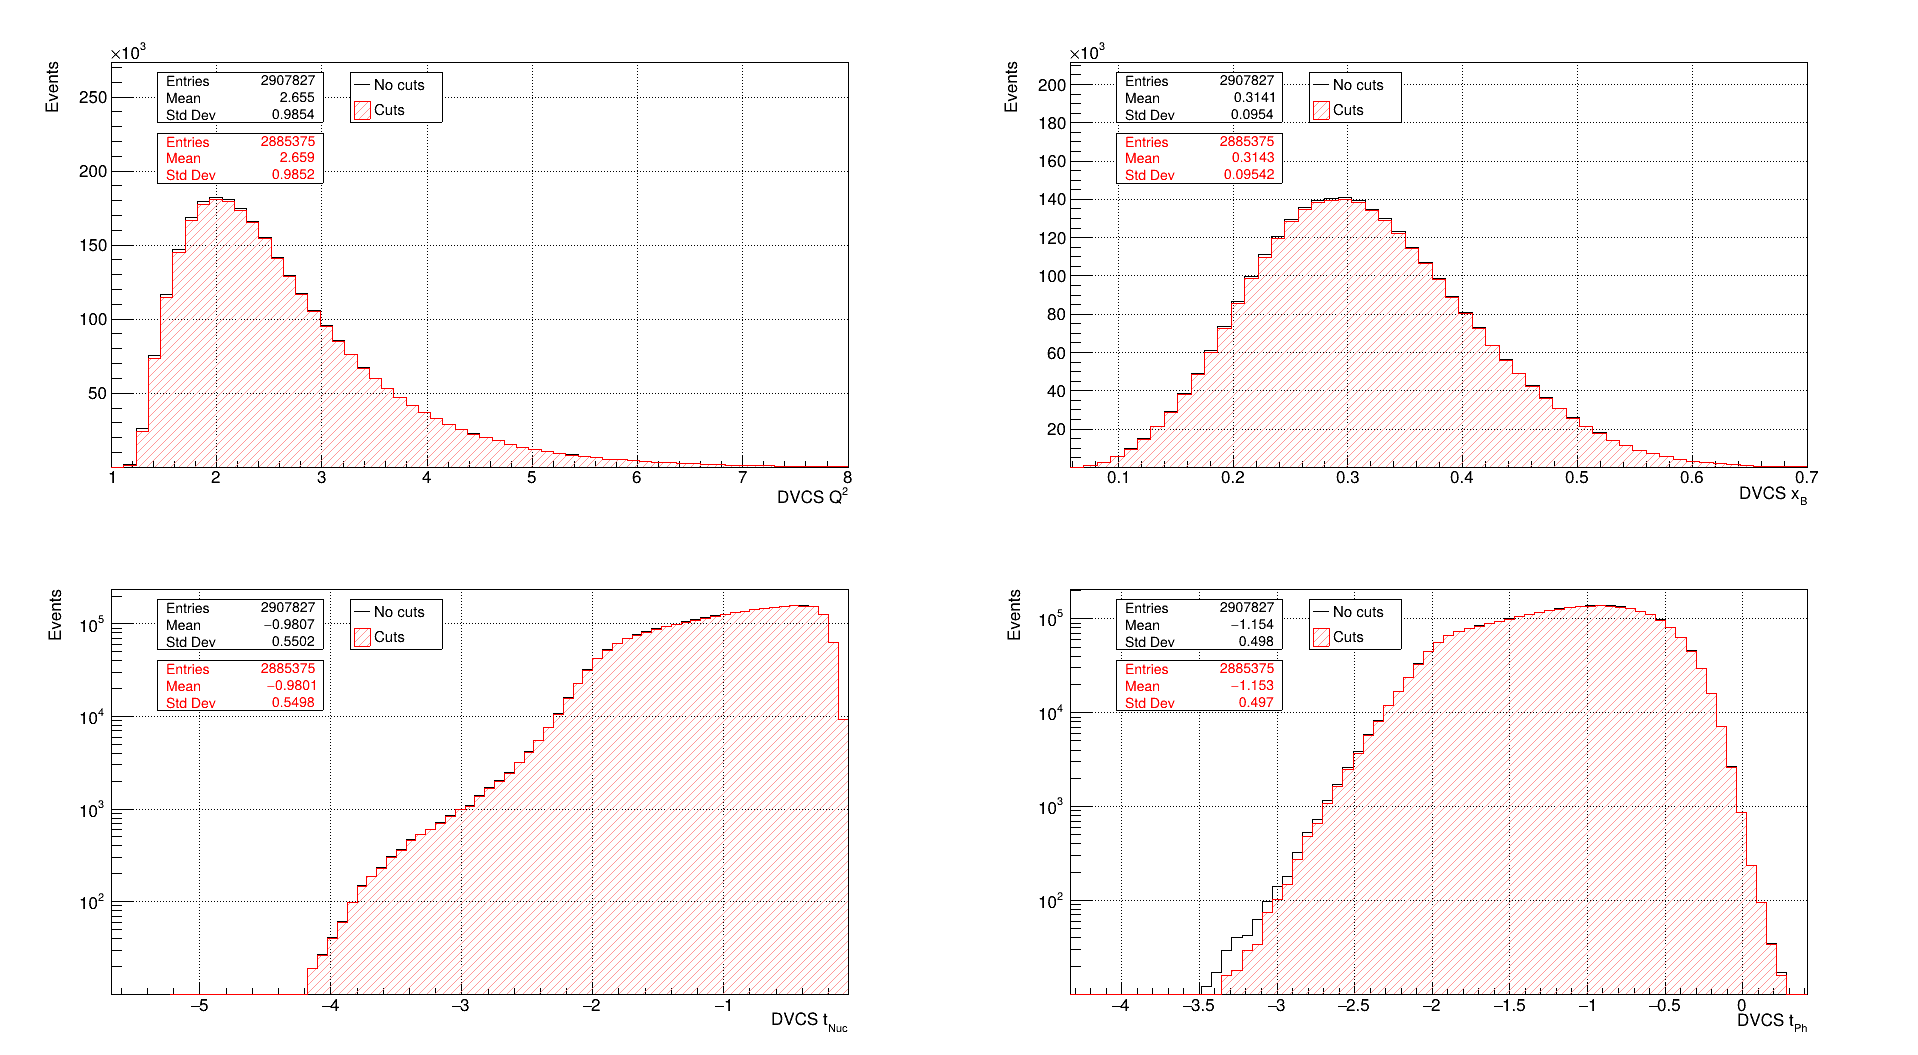 ×10³
Events
Entries 2907827
Mean 2.655
Std Dev 0.9854
Entries 2885375
Mean 2.659
Std Dev 0.9852
No cuts
Cuts
250
200
150
100
50
1 2 3 4 5 6 7 8
DVCS Q²
×10³
Events
Entries 2907827
Mean 0.3141
Std Dev 0.0954
Entries 2885375
Mean 0.3143
Std Dev 0.09542
No cuts
Cuts
200
180
160
140
120
100
80
60
40
20
0.1 0.2 0.3 0.4 0.5 0.6 0.7
DVCS x_B
Events
Entries 2907827
Mean −0.9807
Std Dev 0.5502
Entries 2885375
Mean −0.9801
Std Dev 0.5498
No cuts
Cuts
10⁵
10⁴
10³
10²
−5 −4 −3 −2 −1
DVCS t_Nuc
Events
Entries 2907827
Mean −1.154
Std Dev 0.498
Entries 2885375
Mean −1.153
Std Dev 0.497
No cuts
Cuts
10⁵
10⁴
10³
10²
−4 −3.5 −3 −2.5 −2 −1.5 −1 −0.5 0
DVCS t_Ph